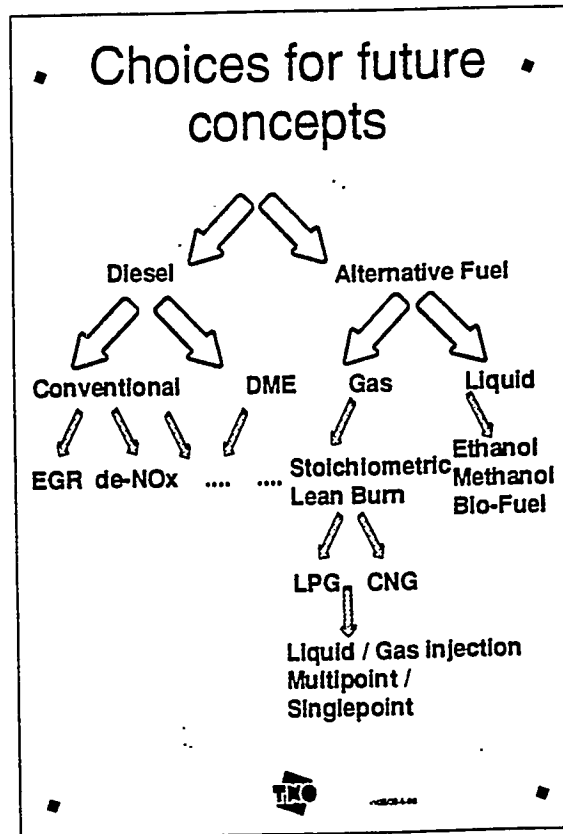 Choices for future
concepts
Diesel
Alternative Fuel
Conventional
DME
Gas
Liquid
EGR
de-NOx
....
....
Stoichiometric
Lean Burn
Ethanol
Methanol
Bio-Fuel
LPG
CNG
Liquid / Gas injection
Multipoint /
Singlepoint
TNO